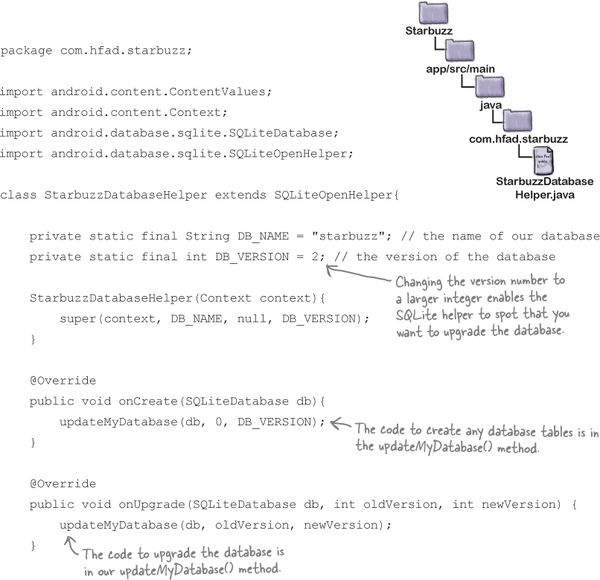 package com.hfad.starbuzz;
import android.content.ContentValues;
import android.content.Context;
import android.database.sqlite.SQLiteDatabase;
import android.database.sqlite.SQLiteOpenHelper;
Starbuzz
app/src/main
java
com.hfad.starbuzz
StarbuzzDatabase
Helper.java
class StarbuzzDatabaseHelper extends SQLiteOpenHelper{
private static final String DB_NAME = "starbuzz"; // the name of our database
private static final int DB_VERSION = 2; // the version of the database
Changing the version number to
a larger integer enables the
SQLite helper to spot that you
want to upgrade the database.
StarbuzzDatabaseHelper(Context context){
super(context, DB_NAME, null, DB_VERSION);
}
@Override
public void onCreate(SQLiteDatabase db){
updateMyDatabase(db, 0, DB_VERSION);
}
The code to create any database tables is in
the updateMyDatabase() method.
@Override
public void onUpgrade(SQLiteDatabase db, int oldVersion, int newVersion) {
updateMyDatabase(db, oldVersion, newVersion);
}
The code to upgrade the database is
in our updateMyDatabase() method.